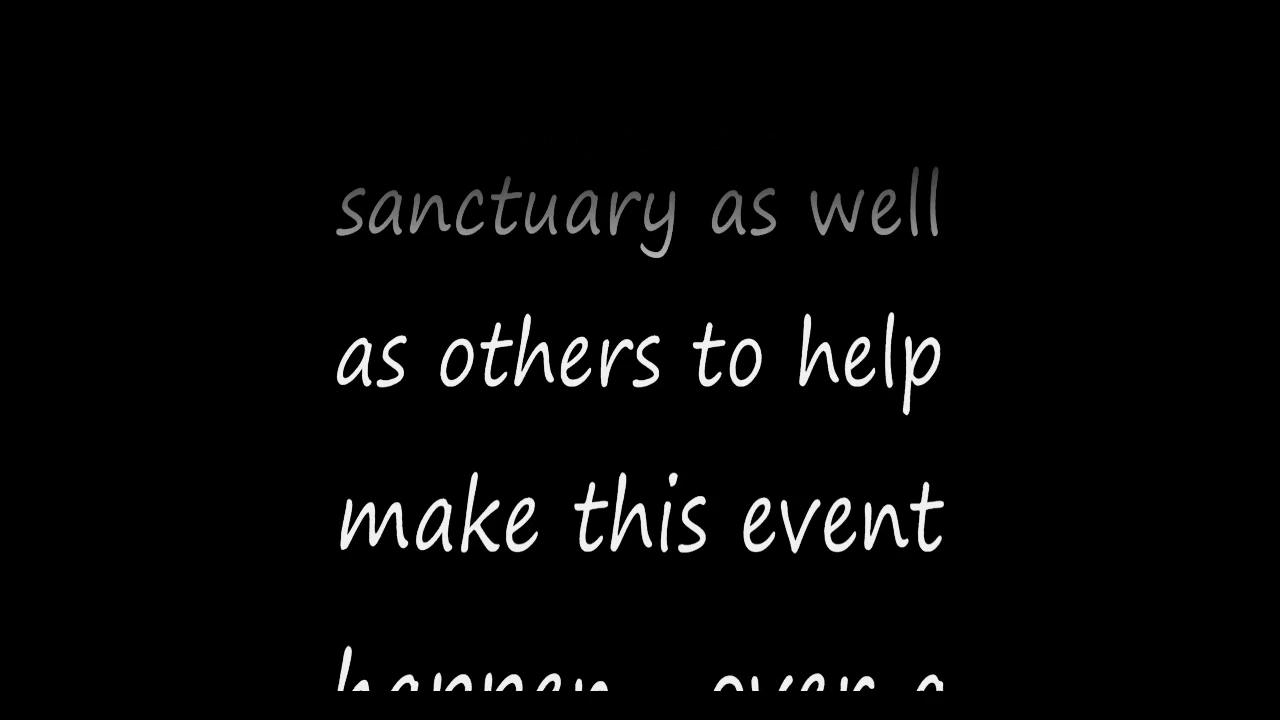 sanctuary as well
as others to help
make this event
happen over a